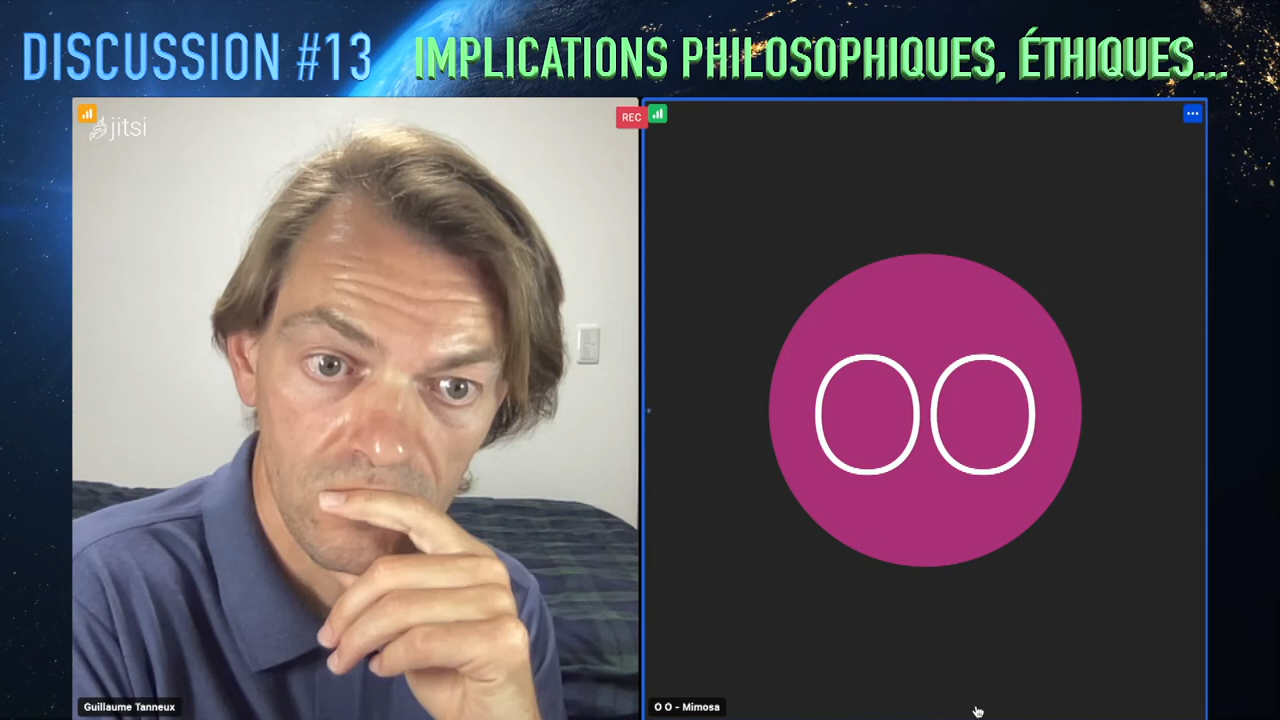 DISCUSSION #13 IMPLICATIONS PHILOSOPHIQUES, ÉTHIQUES...
jitsi
REC
OO
Guillaume Tanneux
O O - Mimosa